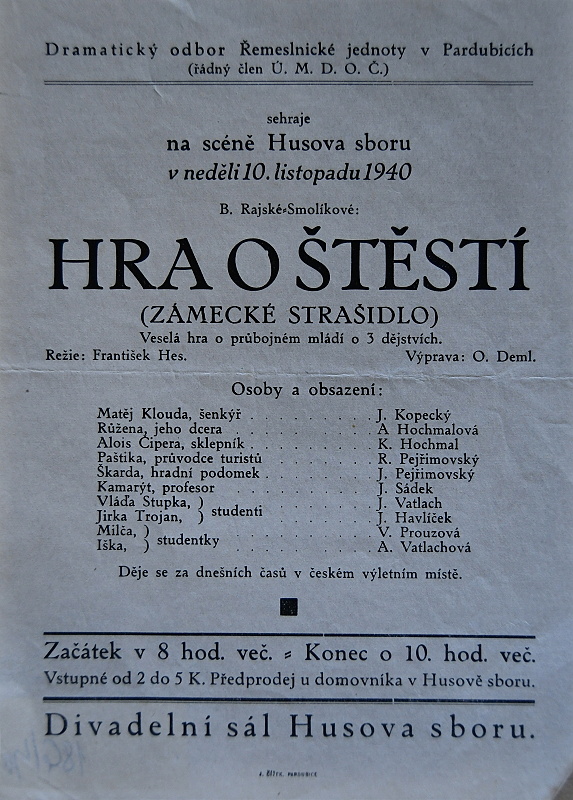 Dramatický odbor Řemeslnické jednoty v Pardubicích
(řádný člen Ú. M. D. O. Č.)
sehraje
na scéně Husova sboru
v neděli 10. listopadu 1940
B. Rajské-Smolíkové:
HRA O ŠTĚSTÍ
(ZÁMECKÉ STRAŠIDLO)
Veselá hra o průbojném mládí o 3 dějstvích.
Režie: František Hes. Výprava: O. Deml.
Osoby a obsazení:
Matěj Klouda, šenkýř . . . . . . . . . J. Kopecký
Růžena, jeho dcera . . . . . . . . . A Hochmalová
Alois Čipera, sklepník . . . . . . . . . K. Hochmal
Paštika, průvodce turistů . . . . . . . . R. Pejřimovský
Škarda, hradní podomek . . . . . . . . J. Pejřimovský
Kamarýt, profesor . . . . . . . . . J. Sádek
Vláďa Stupka, ) . . . . . . . . J. Vatlach
Jirka Trojan, ) studenti . . . . . . . . J. Havlíček
Milča, ) . . . . . . . . V. Prouzová
Iška, ) studentky . . . . . . . . A. Vatlachová
Děje se za dnešních časů v českém výletním místě.
Začátek v 8 hod. več. - Konec o 10. hod. več.
Vstupné od 2 do 5 K. Předprodej u domovníka v Husově sboru.
Divadelní sál Husova sboru.
PARDUBICE